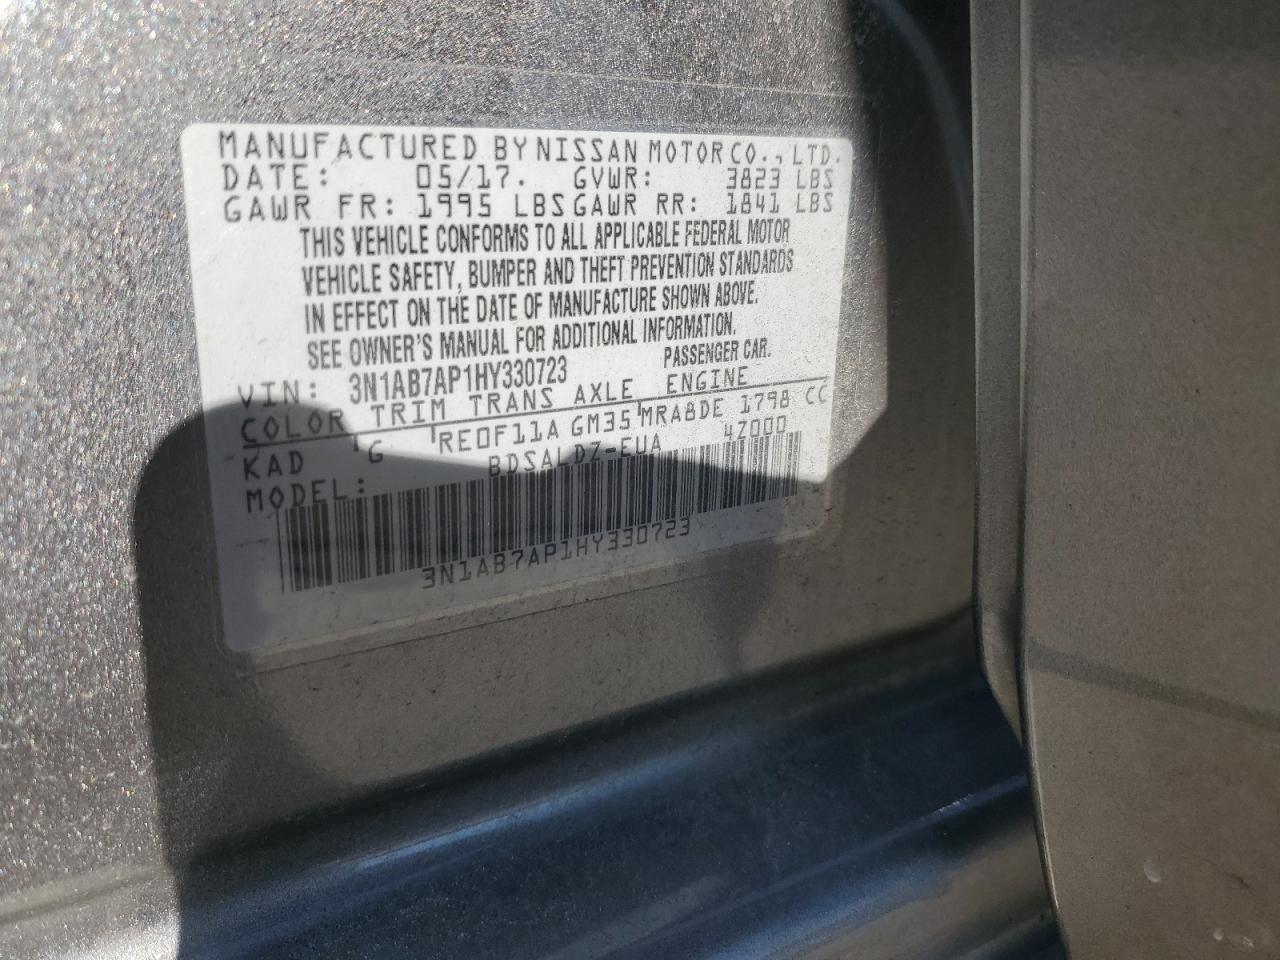 MANUFACTURED BY NISSAN MOTOR CO., LTD.
DATE: 05/17. GVWR: 3823 LBS
GAWR FR: 1995 LBS GAWR RR: 1841 LBS
THIS VEHICLE CONFORMS TO ALL APPLICABLE FEDERAL MOTOR
VEHICLE SAFETY, BUMPER AND THEFT PREVENTION STANDARDS
IN EFFECT ON THE DATE OF MANUFACTURE SHOWN ABOVE.
SEE OWNER'S MANUAL FOR ADDITIONAL INFORMATION.
VIN: 3N1AB7AP1HY330723 PASSENGER CAR.
COLOR TRIM TRANS AXLE ENGINE
KAD G RE0F11A GM35 MRA8DE 1798 CC
MODEL: BDSALDZ-EUA 4Z000
3N1AB7AP1HY330723